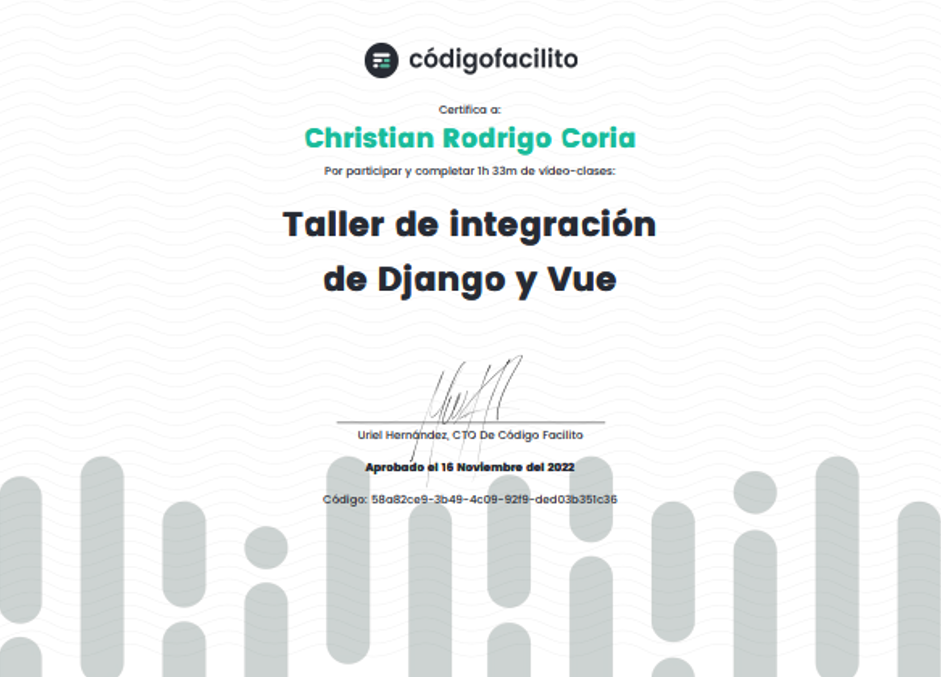 códigofacilito
Certifica a:
Christian Rodrigo Coria
Por participar y completar 1h 33m de video-clases:
Taller de integración
de Django y Vue
Uriel Hernández, CTO De Código Facilito
Aprobado el 16 Noviembre del 2022
Código: 58a82ce9-3b49-4c09-92f9-ded03b351c36